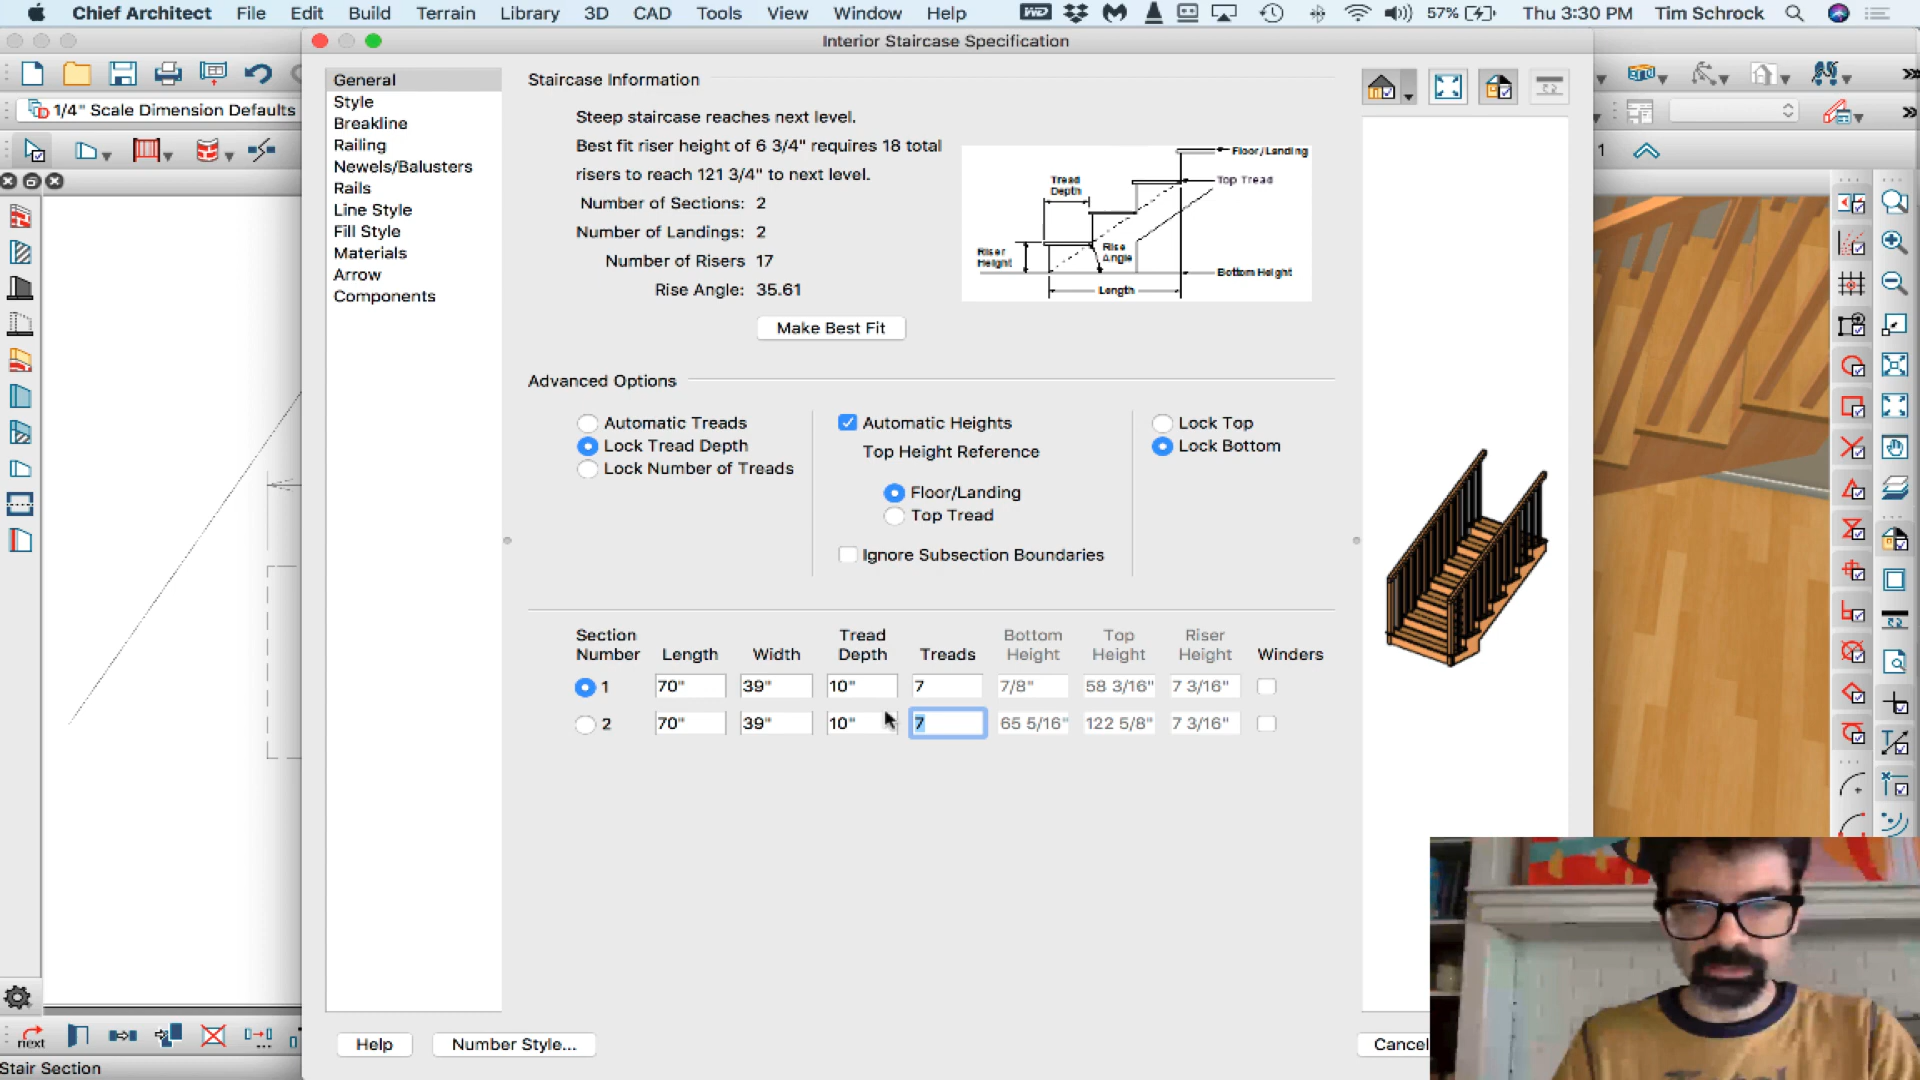 Chief Architect File Edit Build Terrain Library 3D CAD Tools View Window Help 57% Thu 3:30 PM Tim Schrock
Interior Staircase Specification
1/4" Scale Dimension Defaults
1
General
Style
Breakline
Railing
Newels/Balusters
Rails
Line Style
Fill Style
Materials
Arrow
Components
Staircase Information
Steep staircase reaches next level.
Best fit riser height of 6 3/4" requires 18 total
risers to reach 121 3/4" to next level.
Number of Sections: 2
Number of Landings: 2
Number of Risers 17
Rise Angle: 35.61
Make Best Fit
Floor/Landing
Tread
Depth
Top Tread
Riser
Height
Rise
Angle
Bottom Height
Length
Advanced Options
Automatic Treads
Lock Tread Depth
Lock Number of Treads
Automatic Heights
Top Height Reference
Floor/Landing
Top Tread
Ignore Subsection Boundaries
Lock Top
Lock Bottom
Section Number Length Width Tread Depth Treads Bottom Height Top Height Riser Height Winders
1 70" 39" 10" 7 7/8" 58 3/16" 7 3/16"
2 70" 39" 10" 7 65 5/16" 122 5/8" 7 3/16"
Help Number Style... Cancel
next
Stair Section